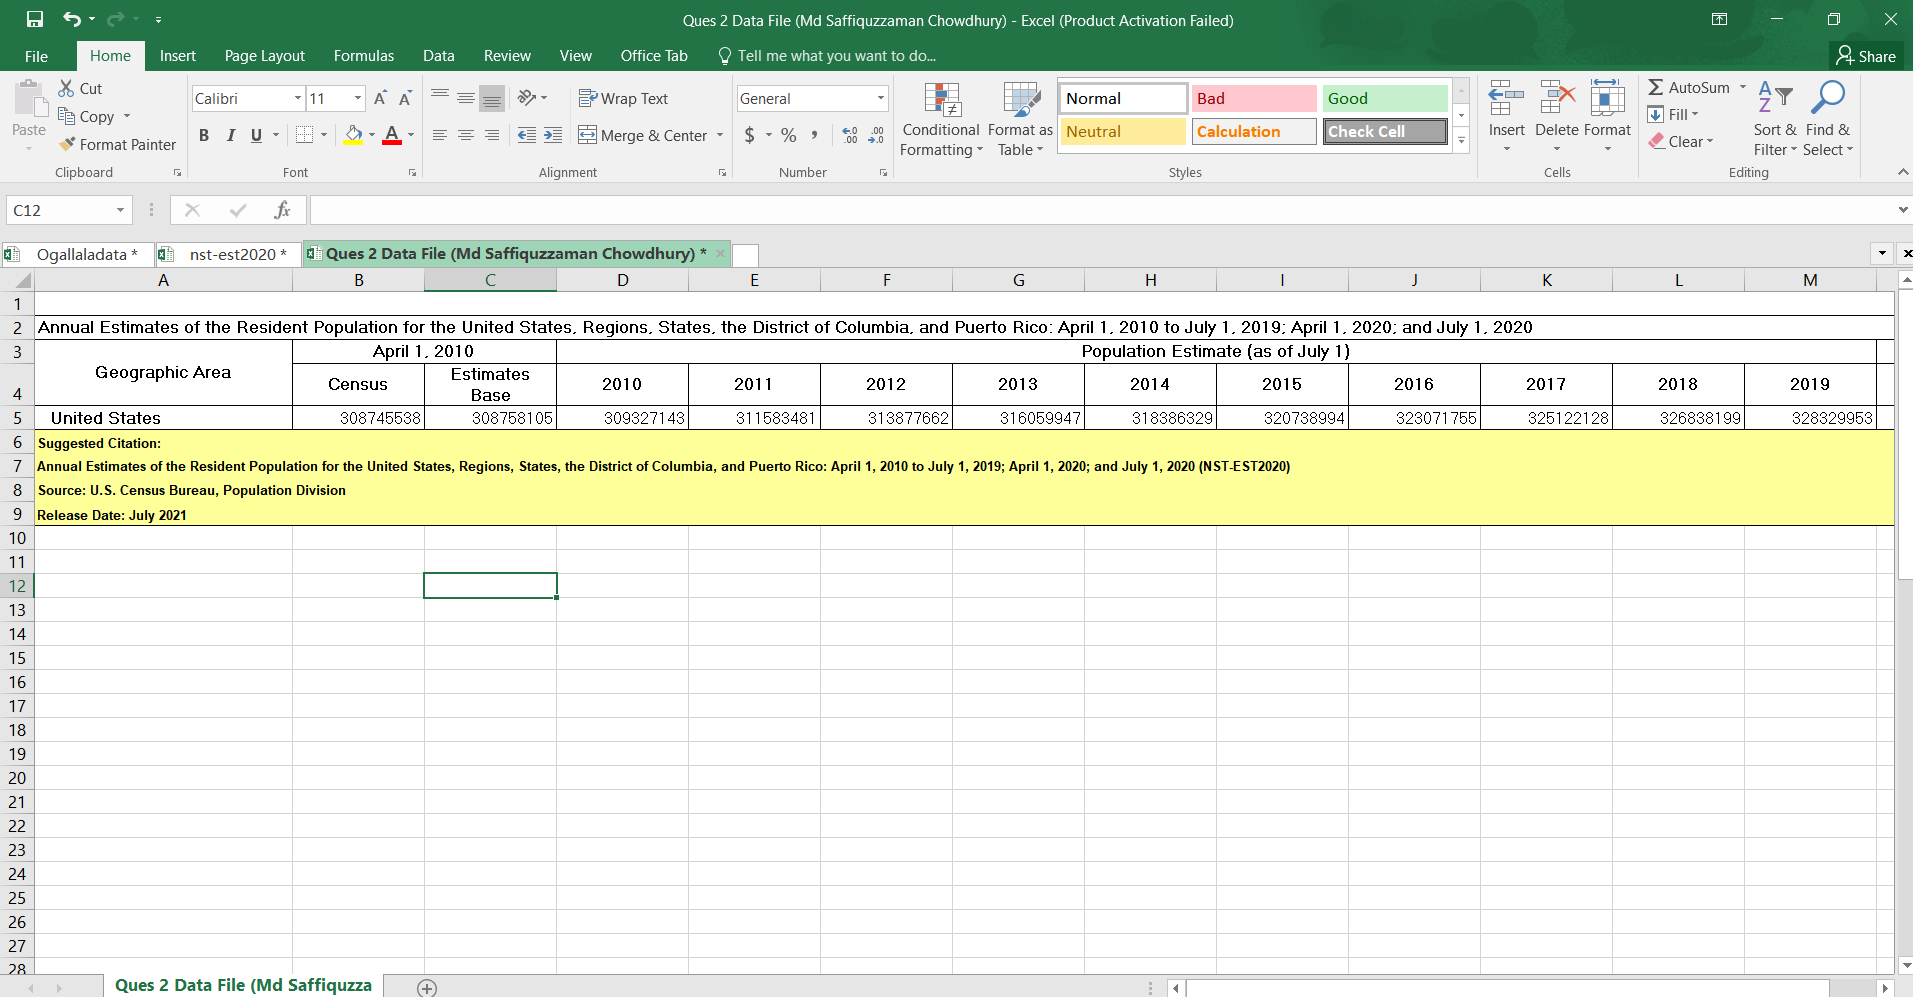 Ques 2 Data File (Md Saffiquzzaman Chowdhury) - Excel (Product Activation Failed)
File Home Insert Page Layout Formulas Data Review View Office Tab Tell me what you want to do... Share
Cut
Copy
Format Painter
Paste
Clipboard
Calibri 11
B I U
Font
Wrap Text
Merge & Center
Alignment
General
$ % ,
Number
Conditional Formatting
Format as Table
Normal Bad Good
Neutral Calculation Check Cell
Styles
Insert Delete Format
Cells
AutoSum
Fill
Clear
Sort & Filter
Find & Select
Editing
C12 fx
Ogallaladata * nst-est2020 * Ques 2 Data File (Md Saffiquzzaman Chowdhury) *
A B C D E F G H I J K L M
1
2 Annual Estimates of the Resident Population for the United States, Regions, States, the District of Columbia, and Puerto Rico: April 1, 2010 to July 1, 2019; April 1, 2020; and July 1, 2020
3 Geographic Area April 1, 2010 Population Estimate (as of July 1)
4 Census Estimates Base 2010 2011 2012 2013 2014 2015 2016 2017 2018 2019
5 United States 308745538 308758105 309327143 311583481 313877662 316059947 318386329 320738994 323071755 325122128 326838199 328329953
6 Suggested Citation:
7 Annual Estimates of the Resident Population for the United States, Regions, States, the District of Columbia, and Puerto Rico: April 1, 2010 to July 1, 2019; April 1, 2020; and July 1, 2020 (NST-EST2020)
8 Source: U.S. Census Bureau, Population Division
9 Release Date: July 2021
10
11
12
13
14
15
16
17
18
19
20
21
22
23
24
25
26
27
28
Ques 2 Data File (Md Saffiquzza